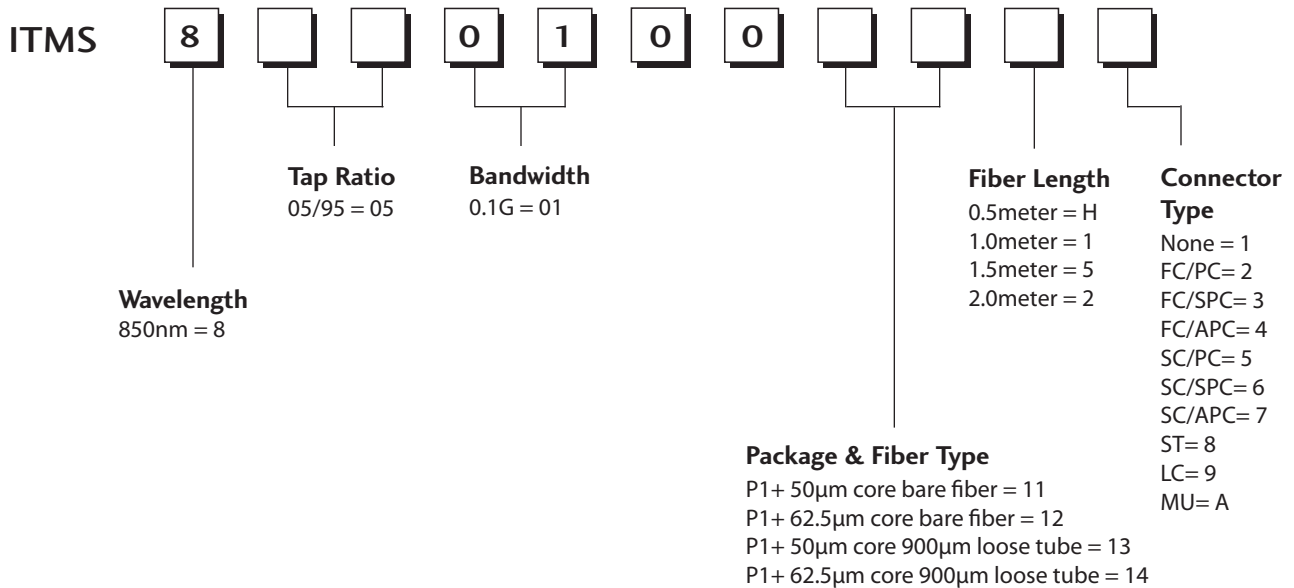 ITMS 8 0 1 0 0
Tap Ratio
05/95 = 05
Bandwidth
0.1G = 01
Fiber Length
0.5meter = H
1.0meter = 1
1.5meter = 5
2.0meter = 2
Connector
Type
None = 1
FC/PC= 2
FC/SPC= 3
FC/APC= 4
SC/PC= 5
SC/SPC= 6
SC/APC= 7
ST= 8
LC= 9
MU= A
Wavelength
850nm = 8
Package & Fiber Type
P1+ 50µm core bare fiber = 11
P1+ 62.5µm core bare fiber = 12
P1+ 50µm core 900µm loose tube = 13
P1+ 62.5µm core 900µm loose tube = 14